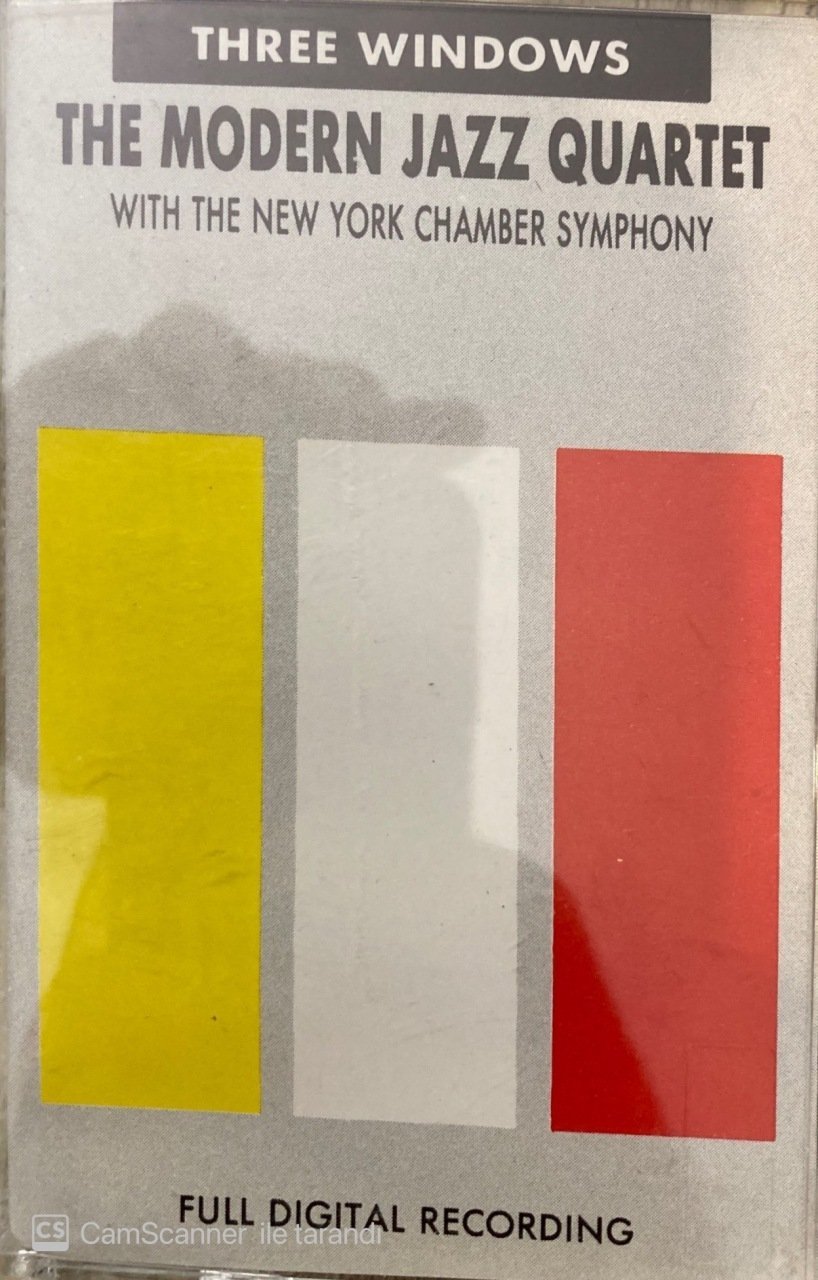 THREE WINDOWS
THE MODERN JAZZ QUARTET
WITH THE NEW YORK CHAMBER SYMPHONY
FULL DIGITAL RECORDING
CS CamScanner ile tarandı